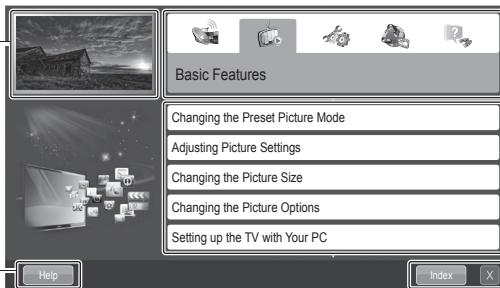 Basic Features
Changing the Preset Picture Mode
Adjusting Picture Settings
Changing the Picture Size
Changing the Picture Options
Setting up the TV with Your PC
Help
Index
X